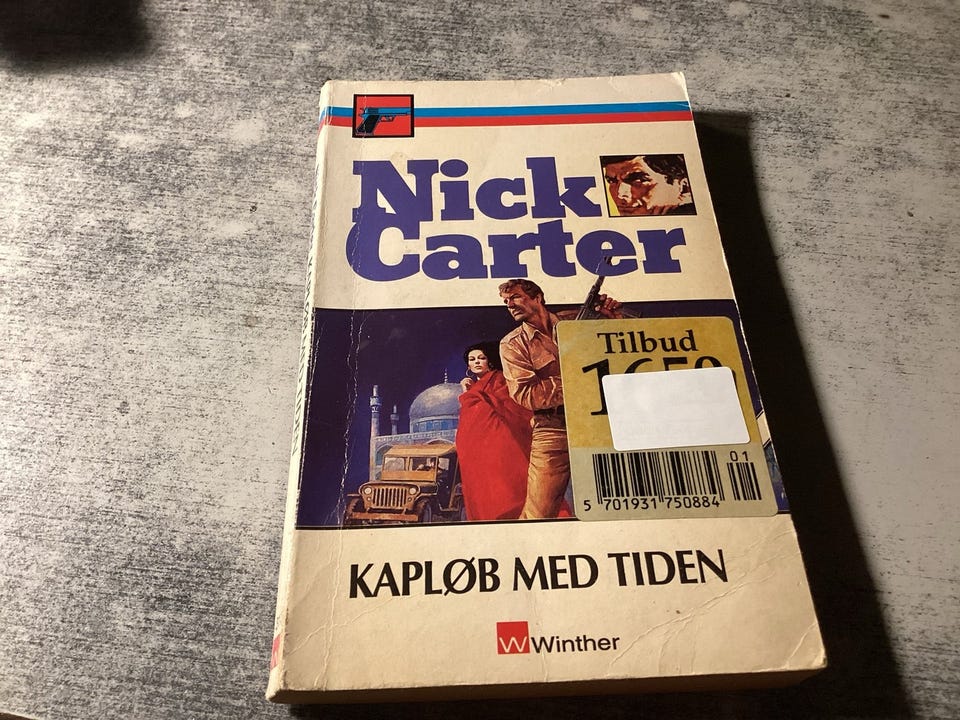 Nick
Carter
Tilbud
01
5 701931 750884
KAPLØB MED TIDEN
W Winther